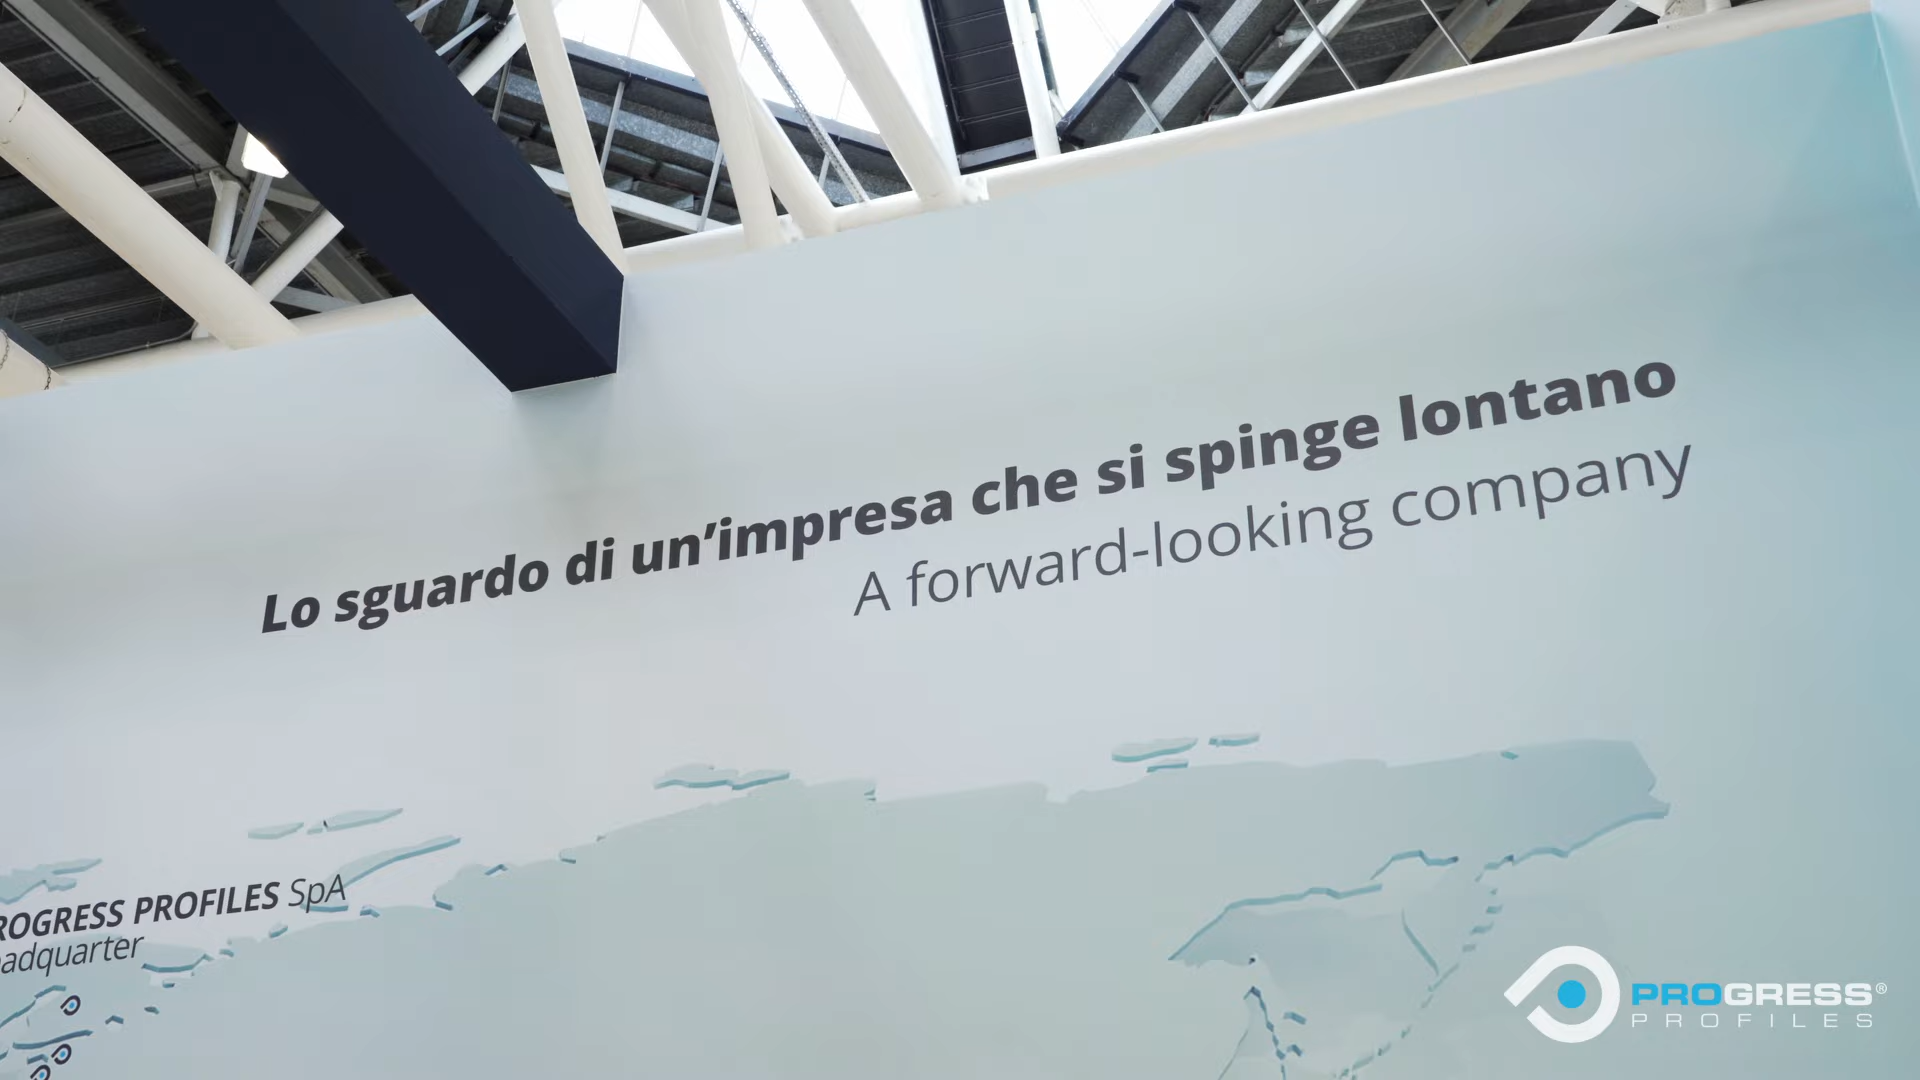 Lo sguardo di un’impresa che si spinge lontano
A forward-looking company
ROGRESS PROFILES SpA
adquarter
PROGRESS®
PROFILES